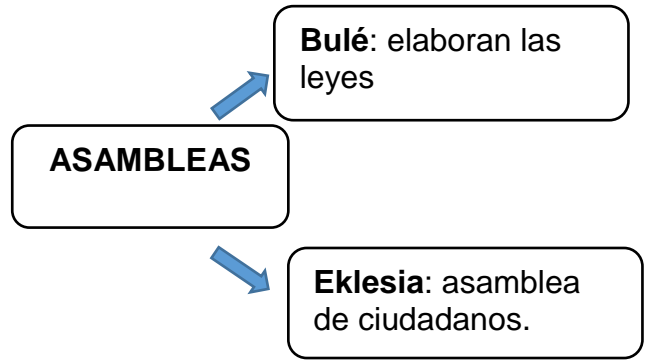 Bulé: elaboran las
leyes
ASAMBLEAS
Eklesia: asamblea
de ciudadanos.